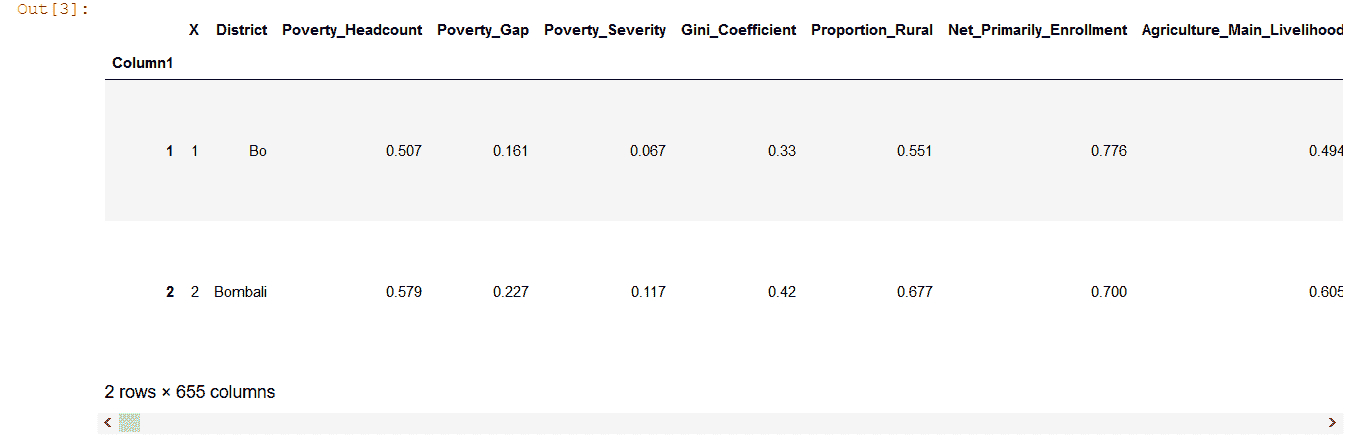 Out[3]:
X District Poverty_Headcount Poverty_Gap Poverty_Severity Gini_Coefficient Proportion_Rural Net_Primarily_Enrollment Agriculture_Main_Livelihood
Column1
1 1 Bo 0.507 0.161 0.067 0.33 0.551 0.776 0.494
2 2 Bombali 0.579 0.227 0.117 0.42 0.677 0.700 0.605
2 rows × 655 columns